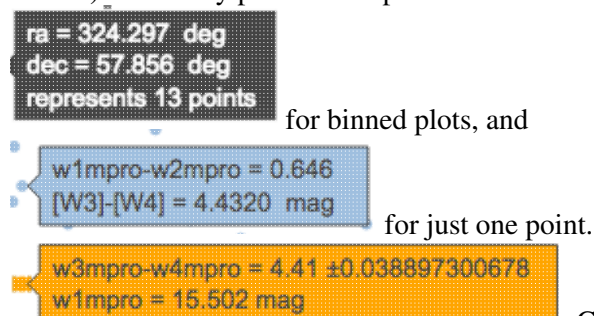 ra = 324.297 deg
dec = 57.856 deg
represents 13 points
for binned plots, and
w1mpro-w2mpro = 0.646
[W3]-[W4] = 4.4320 mag
for just one point.
w3mpro-w4mpro = 4.41 ±0.038897300678
w1mpro = 15.502 mag